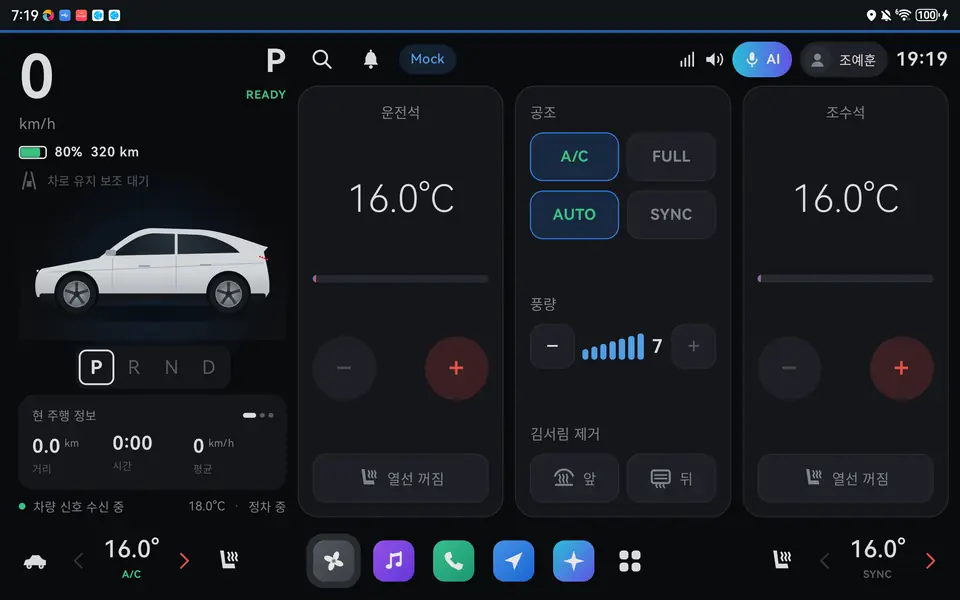 7:19
100
0
P
READY
km/h
80% 320 km
차로 유지 보조 대기
P R N D
현 주행 정보
0.0 km
거리
0:00
시간
0 km/h
평균
차량 신호 수신 중
18.0°C · 정차 중
Mock
AI
조예훈
19:19
운전석
16.0°C
열선 꺼짐
공조
A/C
FULL
AUTO
SYNC
풍량
− 7 +
김서림 제거
앞
뒤
조수석
16.0°C
− +
열선 꺼짐
16.0°
A/C
16.0°
SYNC